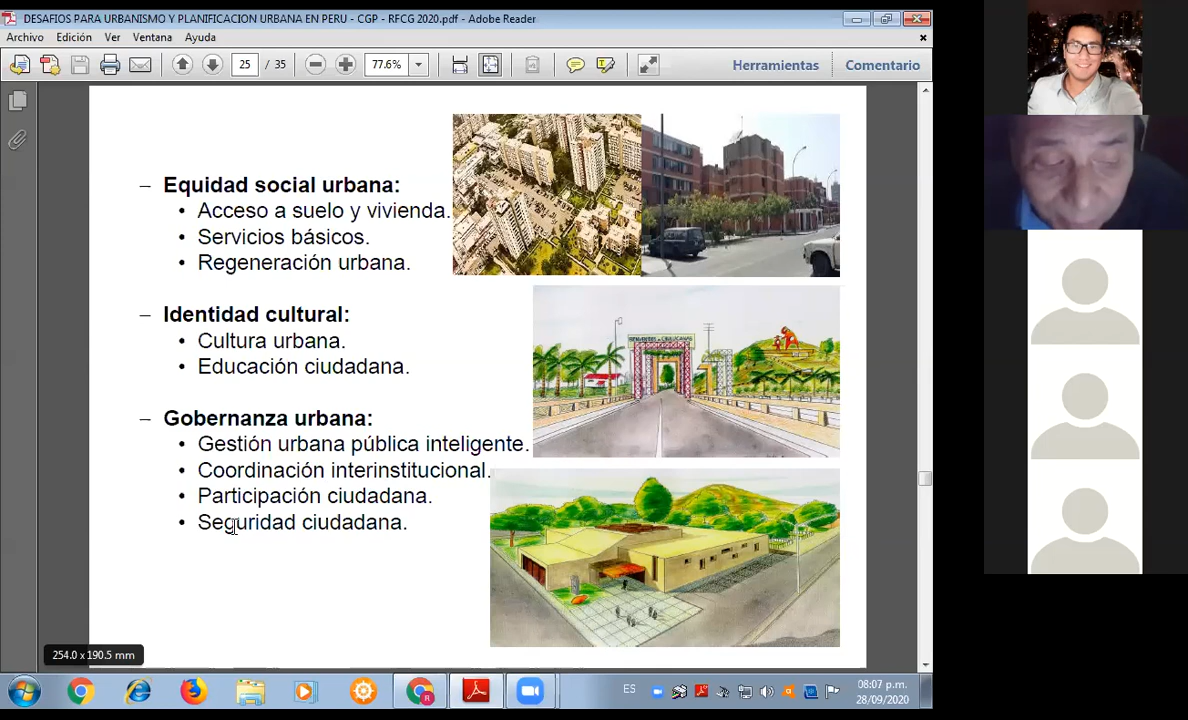 DESAFIOS PARA URBANISMO Y PLANIFICACION URBANA EN PERU - CGP - RFCG 2020.pdf - Adobe Reader
Archivo Edición Ver Ventana Ayuda
25 / 35 77.6% Herramientas Comentario
– Equidad social urbana:
• Acceso a suelo y vivienda.
• Servicios básicos.
• Regeneración urbana.
– Identidad cultural:
• Cultura urbana.
• Educación ciudadana.
– Gobernanza urbana:
• Gestión urbana pública inteligente.
• Coordinación interinstitucional.
• Participación ciudadana.
• Seguridad ciudadana.
254.0 x 190.5 mm
ES 08:07 p.m.
28/09/2020